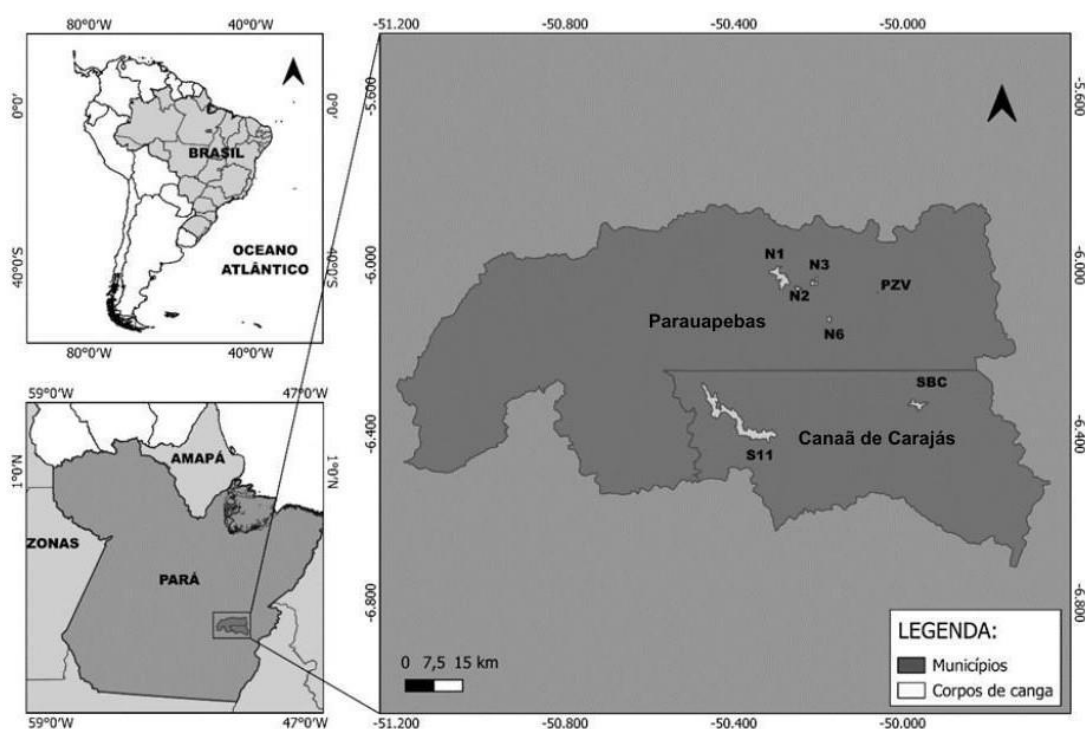 80°0'W 40°0'W
0°0' 0°0'
BRASIL
OCEANO
ATLÂNTICO
40°0'S 40°0'S
80°0'W 40°0'W
59°0'W 47°0'W
1°0'N 1°0'N
AMAPÁ
ZONAS
PARÁ
59°0'W 47°0'W
-51.200 -50.800 -50.400 -50.000
-5.600 -5.600
N1 N3
-6.000 -6.000
N2 PZV
Parauapebas N6
SBC
-6.400 -6.400
Canaã de Carajás
S11
-6.800 -6.800
0 7,5 15 km
LEGENDA:
Municípios
Corpos de canga
-51.200 -50.800 -50.400 -50.000